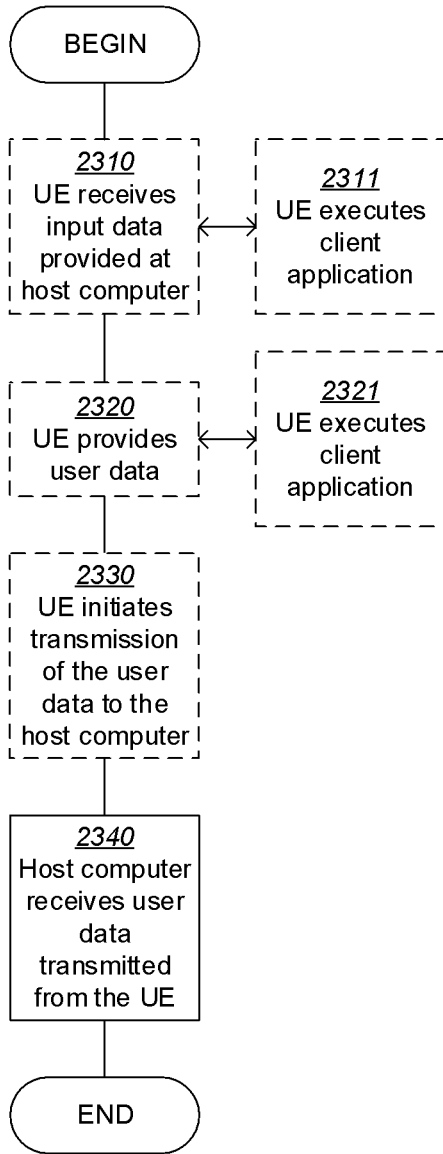 BEGIN
2310
UE receives
input data
provided at
host computer
2311
UE executes
client
application
2320
UE provides
user data
2321
UE executes
client
application
2330
UE initiates
transmission
of the user
data to the
host computer
2340
Host computer
receives user
data
transmitted
from the UE
END